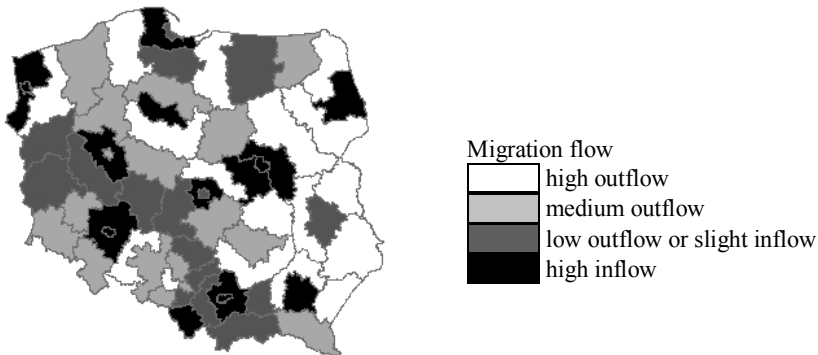 Migration flow
high outflow
medium outflow
low outflow or slight inflow
high inflow